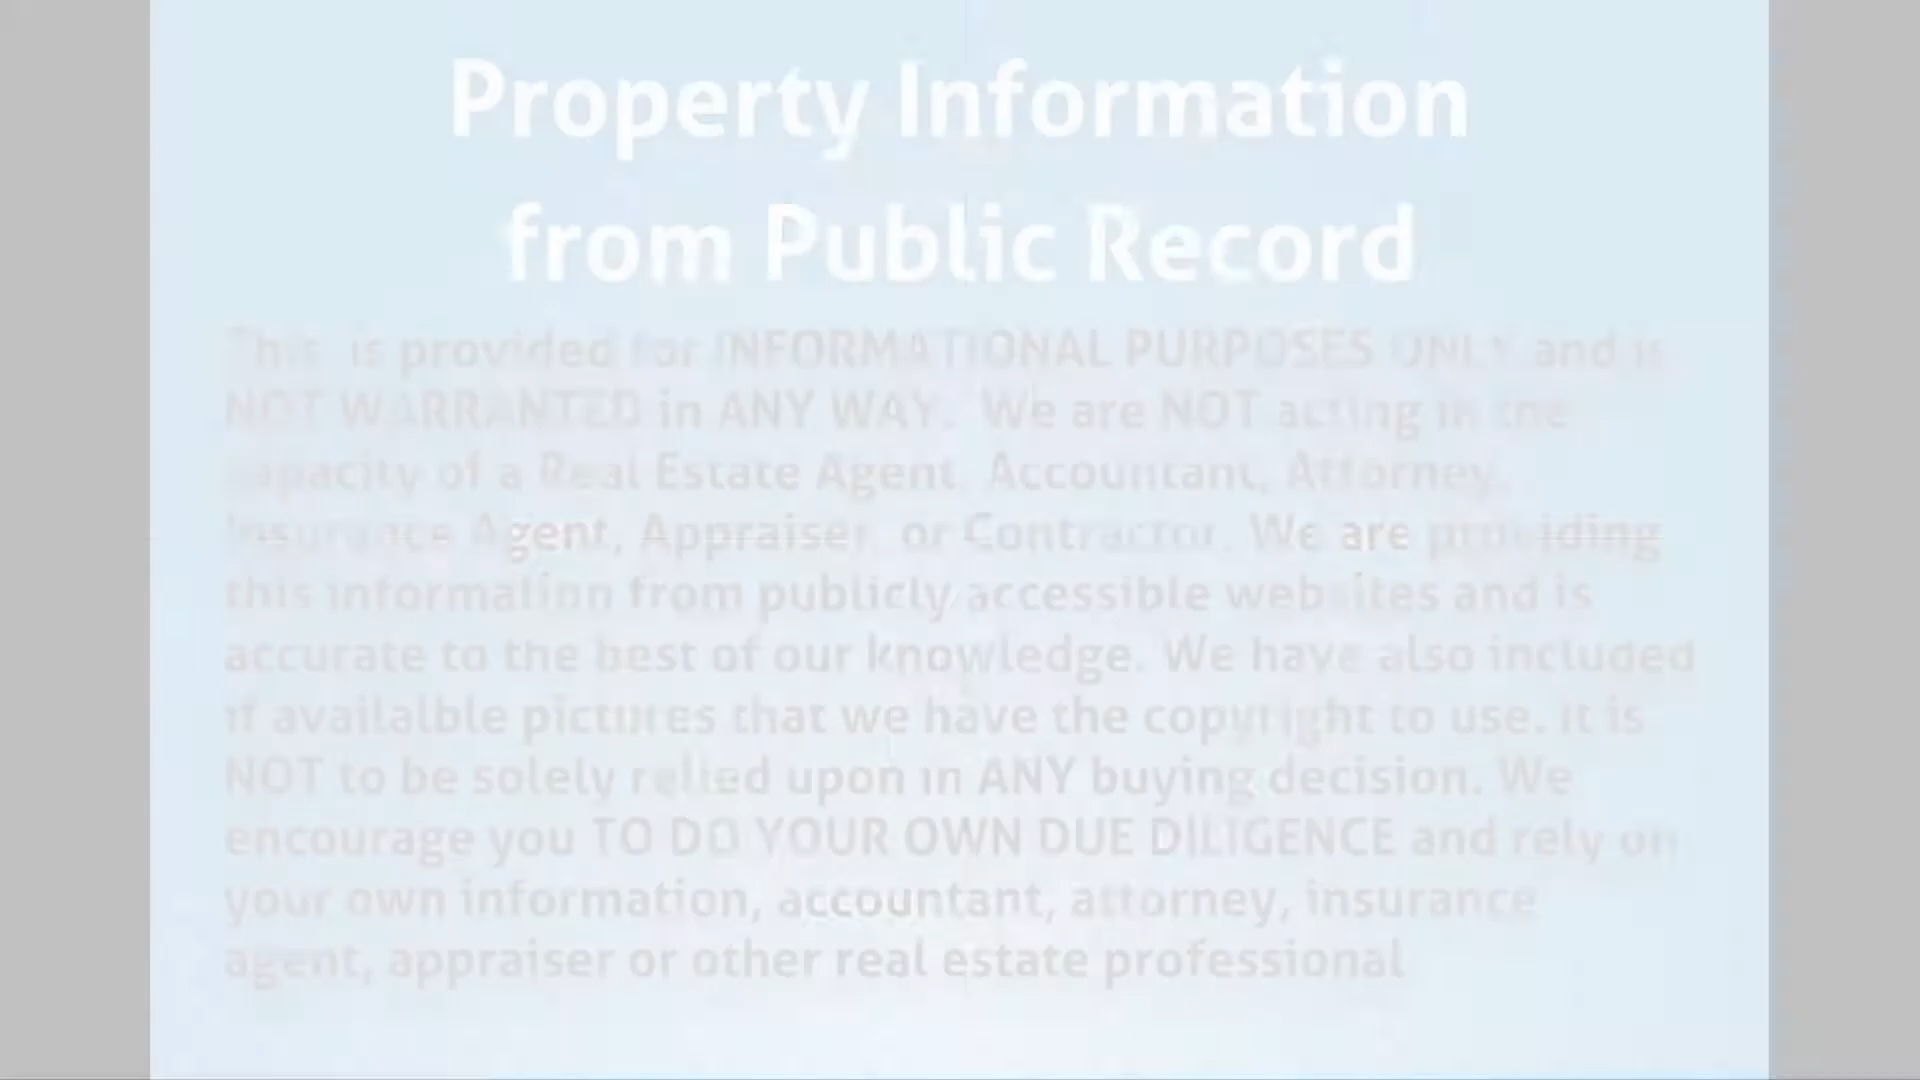 Property Information
from Public Record
This is provided for INFORMATIONAL PURPOSES ONLY and is
NOT WARRANTED in ANY WAY. We are NOT acting in the
capacity of a Real Estate Agent, Accountant, Attorney,
Insurance Agent, Appraiser, or Contractor. We are providing
this information from publicly accessible websites and is
accurate to the best of our knowledge. We have also included
if availalble pictures that we have the copyright to use. It is
NOT to be solely relied upon in ANY buying decision. We
encourage you TO DO YOUR OWN DUE DILIGENCE and rely on
your own information, accountant, attorney, insurance
agent, appraiser or other real estate professional